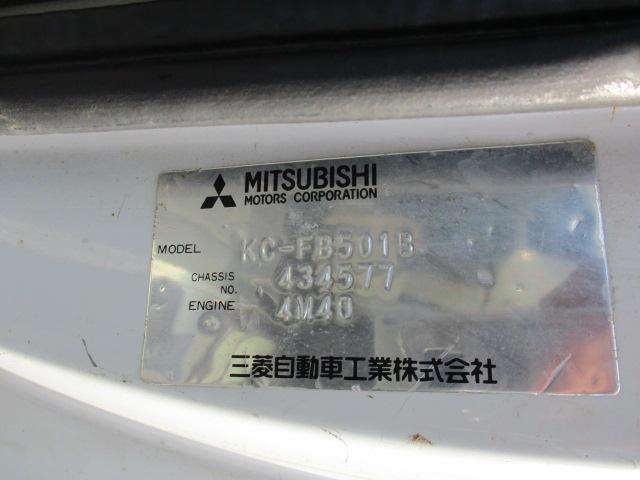 MITSUBISHI
MOTORS CORPORATION
MODEL KC-FB501B
CHASSIS NO. 434577
ENGINE 4M40
三菱自動車工業株式会社